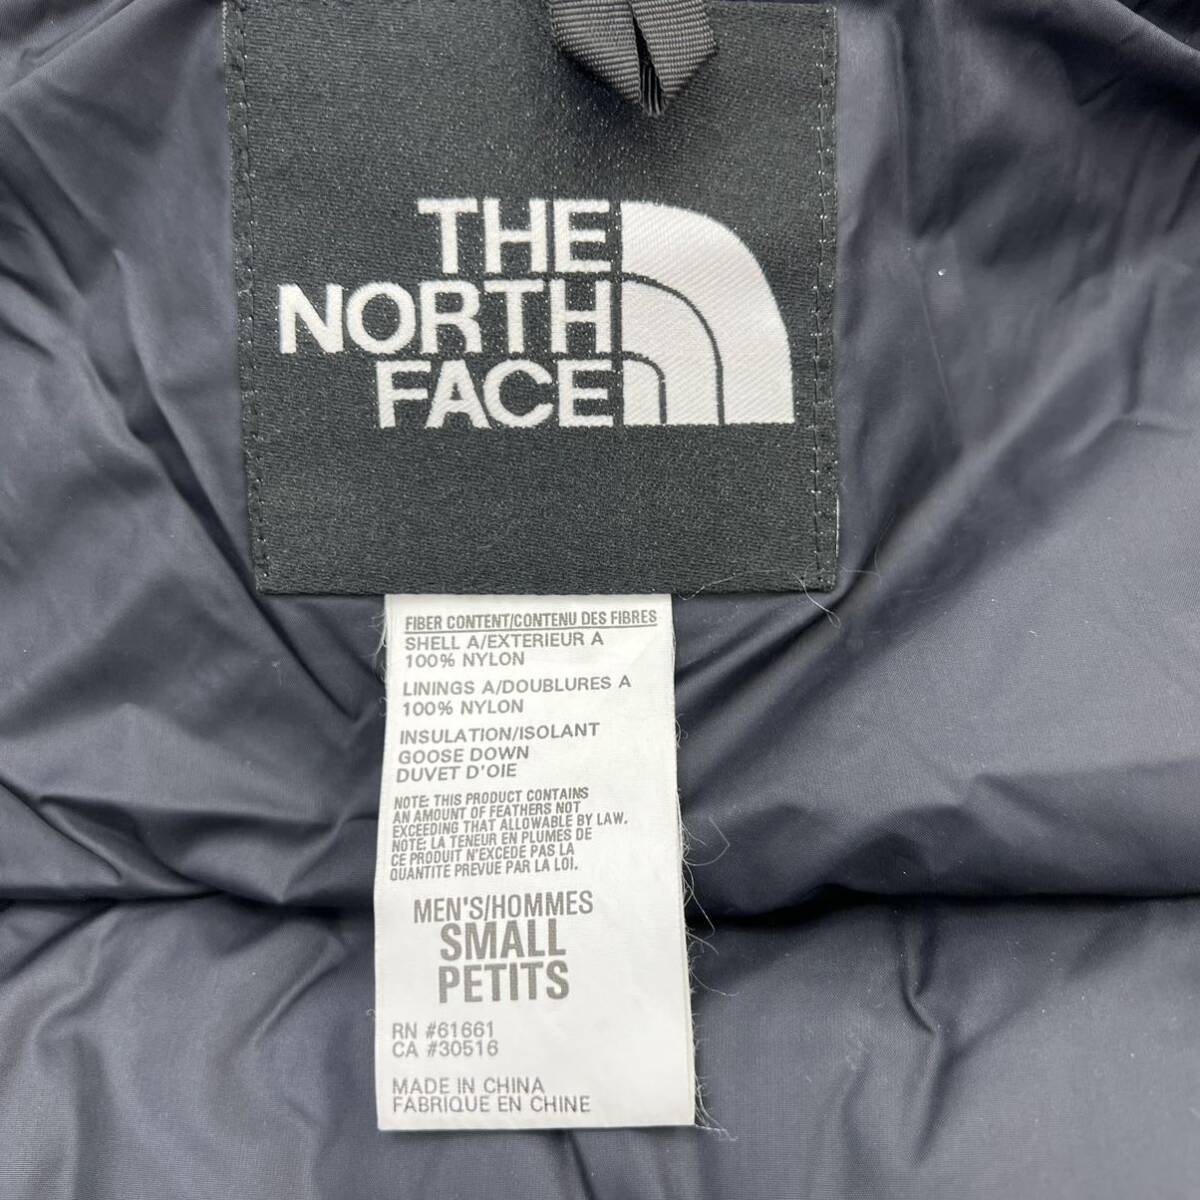 THE
NORTH
FACE
FIBER CONTENT/CONTENU DES FIBRES
SHELL A/EXTERIEUR A
100% NYLON
LININGS A/DOUBLURES A
100% NYLON
INSULATION/ISOLANT
GOOSE DOWN
DUVET D'OIE
NOTE: THIS PRODUCT CONTAINS
AN AMOUNT OF FEATHERS NOT
EXCEEDING THAT ALLOWABLE BY LAW.
NOTE: LA TENEUR EN PLUMES DE
CE PRODUIT N'EXCEDE PAS LA
QUANTITE PREVUE PAR LA LOI.
MEN'S/HOMMES
SMALL
PETITS
RN #61661
CA #30516
MADE IN CHINA
FABRIQUE EN CHINE